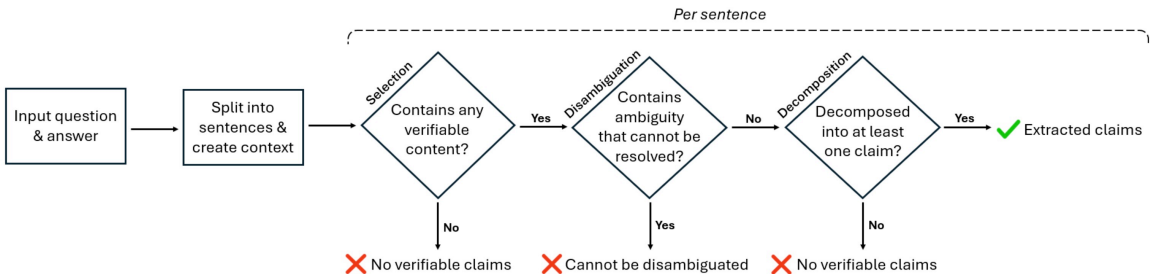 Per sentence
Input question
& answer
Split into
sentences &
create context
Selection
Contains any
verifiable
content?
Yes
Disambiguation
Contains
ambiguity
that cannot be
resolved?
No
Decomposition
Decomposed
into at least
one claim?
Yes
Extracted claims
No
Yes
No
No verifiable claims
Cannot be disambiguated
No verifiable claims